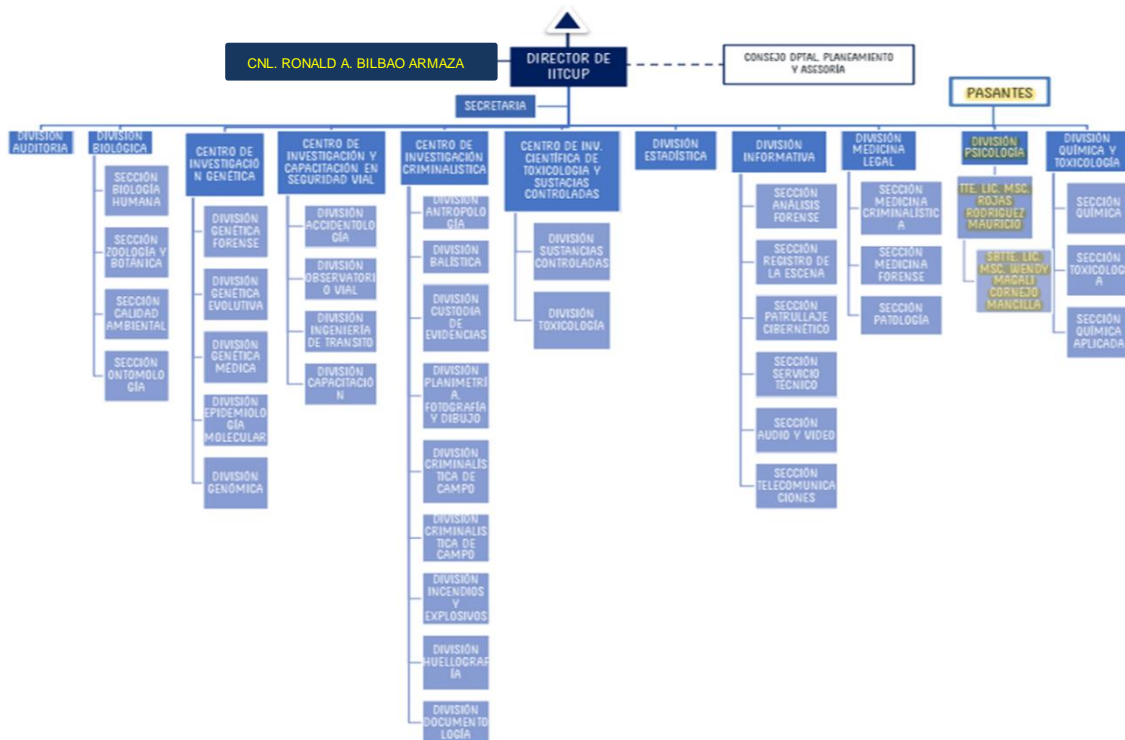 CNL. RONALD A. BILBAO ARMAZA
DIRECTOR DE
IITCUP
CONSEJO DPTAL. PLANEAMIENTO
Y ASESORÍA
SECRETARIA
PASANTES
DIVISIÓN
AUDITORIA
DIVISIÓN
BIOLÓGICA
SECCIÓN
BIOLOGÍA
HUMANA
SECCIÓN
ZOOLOGÍA Y
BOTÁNICA
SECCIÓN
CALIDAD
AMBIENTAL
SECCIÓN
ONTOMOLO
GÍA
CENTRO DE
INVESTIGACIÓ
N GENÉTICA
DIVISIÓN
GENÉTICA
FORENSE
DIVISIÓN
GENÉTICA
EVOLUTIVA
DIVISIÓN
GENÉTICA
MÉDICA
DIVISIÓN
EPIDEMIOLO
GÍA
MOLECULAR
DIVISIÓN
GENÓMICA
CENTRO DE
INVESTIGACIÓN Y
CAPACITACIÓN EN
SEGURIDAD VIAL
DIVISIÓN
ACCIDENTOLO
GÍA
DIVISIÓN
OBSERVATORI
O VIAL
DIVISIÓN
INGENIERÍA
DE TRANSITO
DIVISIÓN
CAPACITACIÓ
N
CENTRO DE
INVESTIGACIÓN
CRIMINALISTICA
DIVISIÓN
ANTROPOLO
GÍA
DIVISIÓN
BALÍSTICA
DIVISIÓN
CUSTODIA
DE
EVIDENCIAS
DIVISIÓN
PLANIMETRÍ
A.
FOTOGRAFÍA
Y DIBUJO
DIVISIÓN
CRIMINALÍS
TICA DE
CAMPO
DIVISIÓN
CRIMINALIS
TICA DE
CAMPO
DIVISIÓN
INCENDIOS
Y
EXPLOSIVOS
DIVISIÓN
HUELLOGRAF
ÍA
DIVISIÓN
DOCUMENTO
LOGÍA
CENTRO DE INV.
CIENTÍFICA DE
TOXICOLOGIA Y
SUSTACIAS
CONTROLADAS
DIVISIÓN
SUSTANCIAS
CONTROLADAS
DIVISIÓN
TOXICOLOGÍA
DIVISIÓN
ESTADÍSTICA
DIVISIÓN
INFORMATIVA
SECCIÓN
ANÁLISIS
FORENSE
SECCIÓN
REGISTRO DE
LA ESCENA
SECCIÓN
PATRULLAJE
CIBERNÉTICO
SECCIÓN
SERVICIO
TÉCNICO
SECCIÓN
AUDIO Y VIDEO
SECCIÓN
TELECOMUNICA
CIONES
DIVISIÓN
MEDICINA
LEGAL
SECCIÓN
MEDICINA
CRIMINALÍSTIC
A
SECCIÓN
MEDICINA
FORENSE
SECCIÓN
PATOLOGÍA
DIVISIÓN
PSICOLOGÍA
TTE. LIC. MSC.
ROJAS
RODRIGUEZ
MAURICIO
SBTTE. LIC.
MSC. WENDY
MAGALI
CORNEJO
MANCILLA
DIVISIÓN
QUÍMICA Y
TOXICOLOGÍA
SECCIÓN
QUÍMICA
SECCIÓN
TOXICOLOGÍ
A
SECCIÓN
QUÍMICA
APLICADA